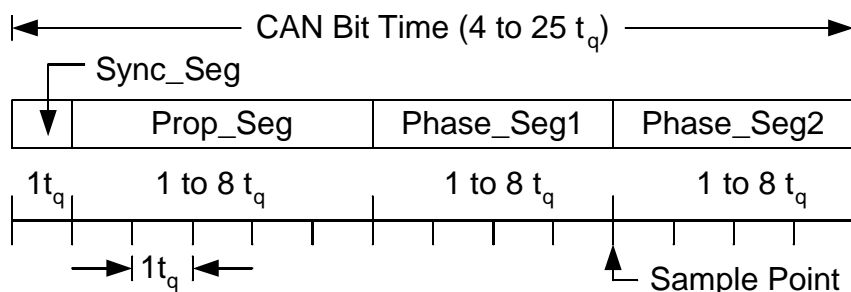 CAN Bit Time (4 to 25 tq)
Sync_Seg
Prop_Seg Phase_Seg1 Phase_Seg2
1tq 1 to 8 tq 1 to 8 tq 1 to 8 tq
1tq
Sample Point